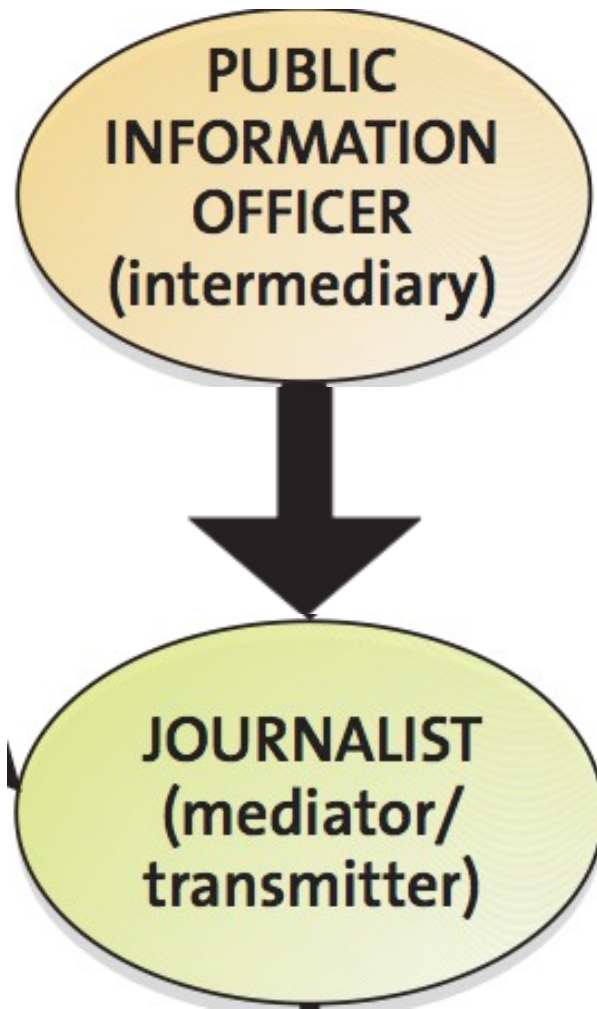 PUBLIC
INFORMATION
OFFICER
(intermediary)
JOURNALIST
(mediator/
transmitter)